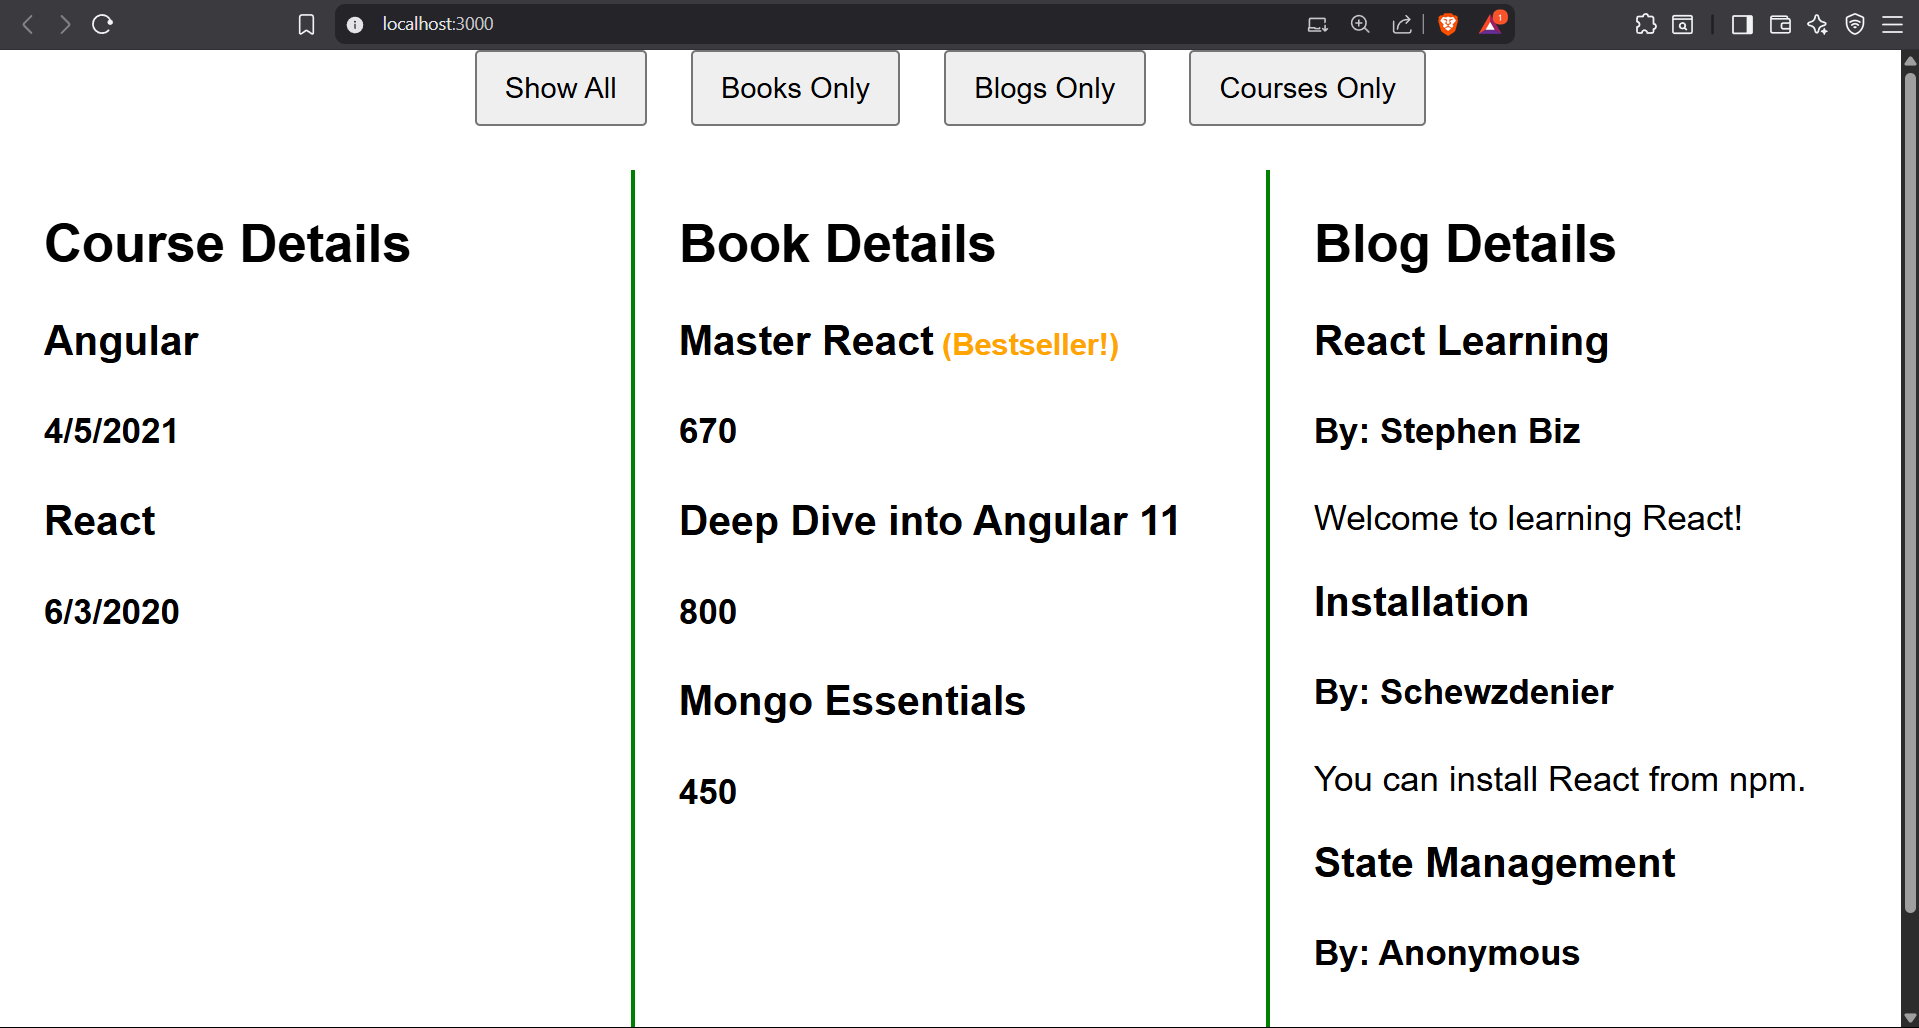 localhost:3000
1
Show All
Books Only
Blogs Only
Courses Only
Course Details
Angular
4/5/2021
React
6/3/2020
Book Details
Master React (Bestseller!)
670
Deep Dive into Angular 11
800
Mongo Essentials
450
Blog Details
React Learning
By: Stephen Biz
Welcome to learning React!
Installation
By: Schewzdenier
You can install React from npm.
State Management
By: Anonymous